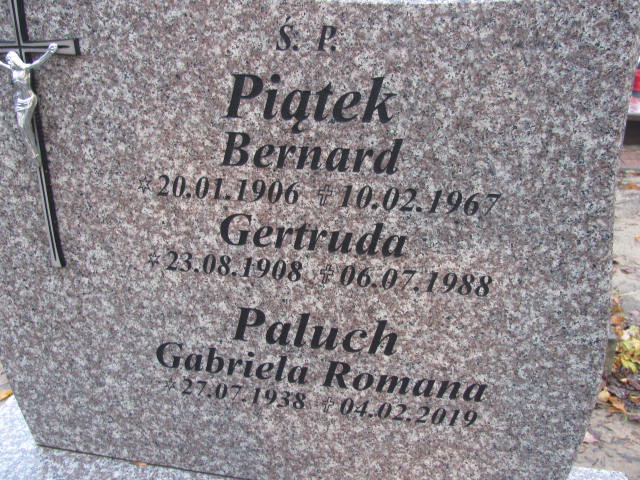 Ś. P.
Piątek
Bernard
✡20.01.1906 ✝10.02.1967
Gertruda
✡23.08.1908 ✝06.07.1988
Paluch
Gabriela Romana
✡27.07.1938 ✝04.02.2019